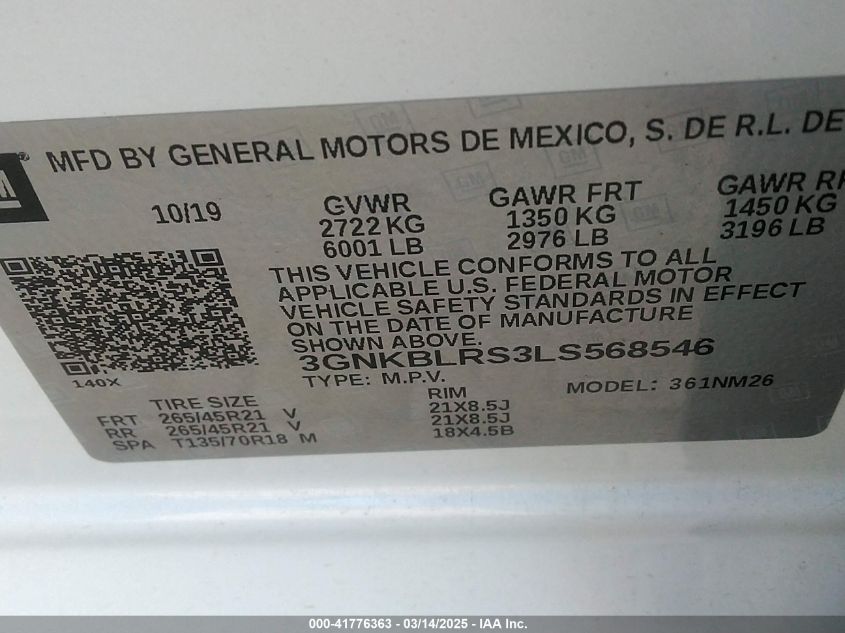 MFD BY GENERAL MOTORS DE MEXICO, S. DE R.L. DE
10/19 GVWR GAWR FRT GAWR
2722 KG 1350 KG 1450 KG
6001 LB 2976 LB 3196 LB
THIS VEHICLE CONFORMS TO ALL
APPLICABLE U.S. FEDERAL MOTOR
VEHICLE SAFETY STANDARDS IN EFFECT
ON THE DATE OF MANUFACTURE
SHOWN ABOVE.
3GNKBLRS3LS568546
140X TYPE: M.P.V. MODEL: 361NM26
TIRE SIZE RIM
FRT 265/45R21 V 21X8.5J
RR 265/45R21 V 21X8.5J
SPA T135/70R18 M 18X4.5B
000-41776363 - 03/14/2025 - IAA Inc.